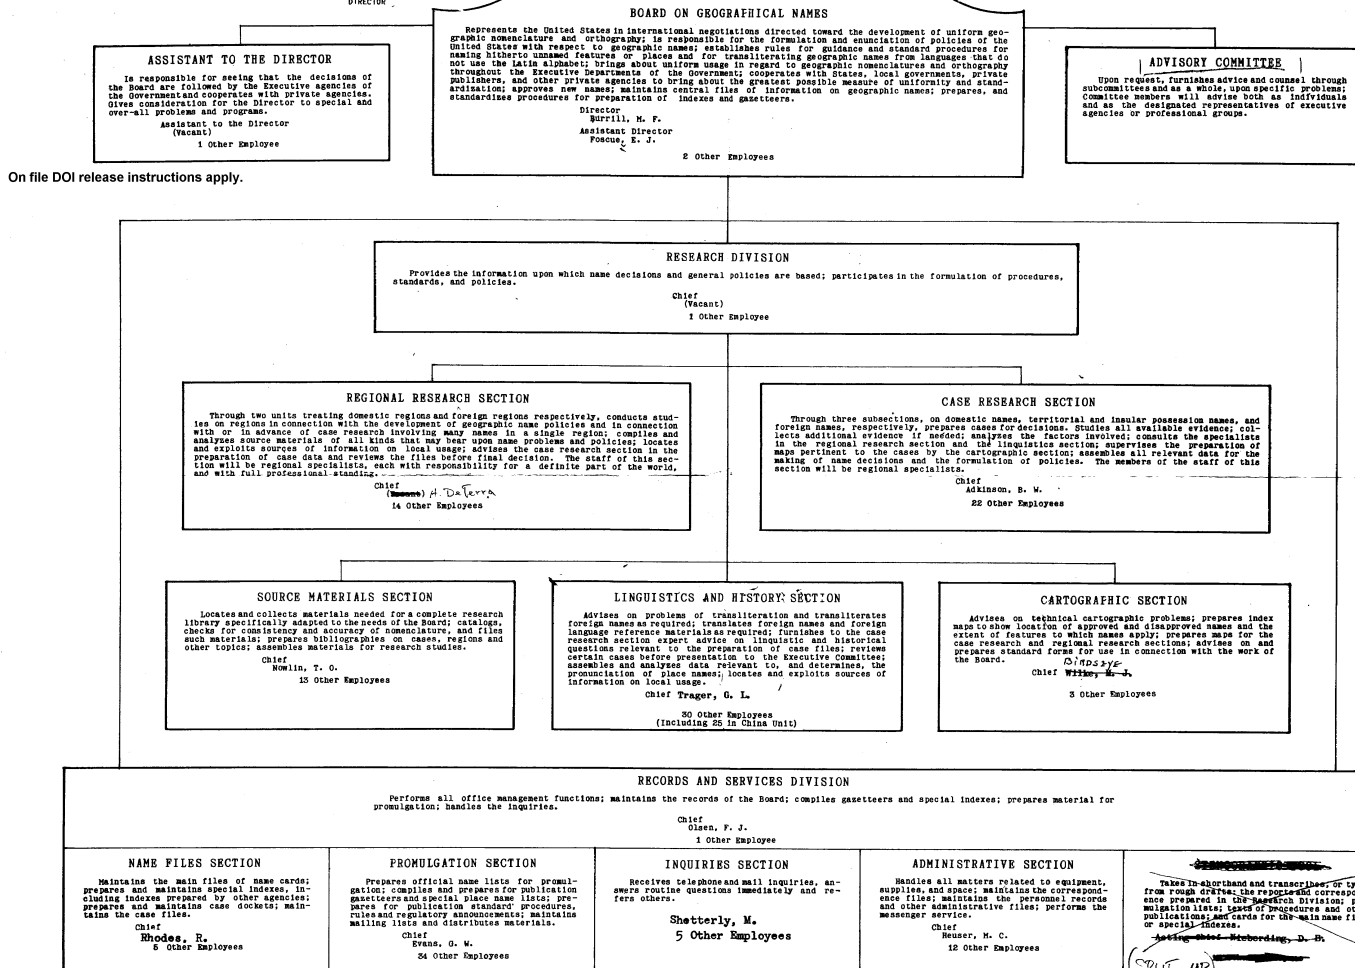 DIRECTOR
BOARD ON GEOGRAPHICAL NAMES
Represents the United States in international negotiations directed toward the development of uniform geo-
graphic nomenclature and orthography; is responsible for the formulation and enunciation of policies of the
United States with respect to geographic names; establishes rules for guidance and standard procedures for
naming hitherto unnamed features or places and for transliterating geographic names from languages that do
not use the Latin alphabet; brings about uniform usage in regard to geographic nomenclatures and orthography
throughout the Executive Departments of the Government; cooperates with States, local governments, private
publishers, and other private agencies to bring about the greatest possible measure of uniformity and stand-
ardization; approves new names; maintains central files of information on geographic names; prepares, and
standardizes procedures for preparation of indexes and gazetteers.
Director
Burrill, M. F.
Assistant Director
Foscue, E. J.
2 Other Employees
ASSISTANT TO THE DIRECTOR
Is responsible for seeing that the decisions of
the Board are followed by the Executive agencies of
the Government and cooperates with private agencies.
Gives consideration for the Director to special and
over-all problems and programs.
Assistant to the Director
(Vacant)
1 Other Employee
ADVISORY COMMITTEE
Upon request, furnishes advice and counsel through
subcommittees and as a whole, upon specific problems;
Committee members will advise both as individuals
and as the designated representatives of executive
agencies or professional groups.
On file DOI release instructions apply.
RESEARCH DIVISION
Provides the information upon which name decisions and general policies are based; participates in the formulation of procedures,
standards, and policies.
Chief
(Vacant)
1 Other Employee
REGIONAL RESEARCH SECTION
Through two units treating domestic regions and foreign regions respectively, conducts stud-
ies on regions in connection with the development of geographic name policies and in connection
with or in advance of case research involving many names in a single region; compiles and
analyzes source materials of all kinds that may bear upon name problems and policies; locates
and exploits sources of information on local usage; advises the case research section in the
preparation of case data and reviews the files before final decision. The staff of this sec-
tion will be regional specialists, each with responsibility for a definite part of the world,
and with full professional standing.
Chief
(Vacant) H. DeTerra
14 Other Employees
CASE RESEARCH SECTION
Through three subsections, on domestic names, territorial and insular possession names, and
foreign names, respectively, prepares cases for decisions. Studies all available evidence; col-
lects additional evidence if needed; analyzes the factors involved; consults the specialists
in the regional research section and the linguistics section; supervises the preparation of
maps pertinent to the cases by the cartographic section; assembles all relevant data for the
making of name decisions and the formulation of policies. The members of the staff of this
section will be regional specialists.
Chief
Adkinson, B. W.
22 Other Employees
SOURCE MATERIALS SECTION
Locates and collects materials needed for a complete research
library specifically adapted to the needs of the Board; catalogs,
checks for consistency and accuracy of nomenclature, and files
such materials; prepares bibliographies on cases, regions and
other topics; assembles materials for research studies.
Chief
Nowlin, T. O.
13 Other Employees
LINGUISTICS AND HISTORY SECTION
Advises on problems of transliteration and transliterates
foreign names as required; translates foreign names and foreign
language reference materials as required; furnishes to the case
research section expert advice on linguistic and historical
questions relevant to the preparation of case files; reviews
certain cases before presentation to the Executive Committee;
assembles and analyzes data relevant to, and determines, the
pronunciation of place names; locates and exploits sources of
information on local usage.
Chief Trager, G. L.
30 Other Employees
(Including 25 in China Unit)
CARTOGRAPHIC SECTION
Advises on technical cartographic problems; prepares index
maps to show location of approved and disapproved names and the
extent of features to which names apply; prepares maps for the
case research and regional research sections; advises on and
prepares standard forms for use in connection with the work of
the Board.
BIRDSEYE
Chief Wilke, M. J.
3 Other Employees
RECORDS AND SERVICES DIVISION
Performs all office management functions; maintains the records of the Board; compiles gazetteers and special indexes; prepares material for
promulgation; handles the inquiries.
Chief
Olsen, F. J.
1 Other Employee
NAME FILES SECTION
Maintains the main files of name cards;
prepares and maintains special indexes, in-
cluding indexes prepared by other agencies;
prepares and maintains case dockets; main-
tains the case files.
Chief
Rhodes, R.
5 Other Employees
PROMULGATION SECTION
Prepares official name lists for promul-
gation; compiles and prepares for publication
gazetteers and special place name lists; pre-
pares for publication standard procedures,
rules and regulatory announcements; maintains
mailing lists and distributes materials.
Chief
Evans, G. W.
34 Other Employees
INQUIRIES SECTION
Receives telephone and mail inquiries, an-
swers routine questions immediately and re-
fers others.
Shetterly, M.
5 Other Employees
ADMINISTRATIVE SECTION
Handles all matters related to equipment,
supplies, and space; maintains the correspond-
ence files; maintains the personnel records
and other administrative files; performs the
messenger service.
Chief
Heuser, M. C.
12 Other Employees
Takes in shorthand and transcribes, or ty
from rough drafts: the reports and correspo
ence prepared in the Research Division; p
mulgation lists; texts of procedures and ot
publications; and cards for the main name fi
or special indexes.
Acting Chief Nieberding, D. B.
(SPLIT UP)